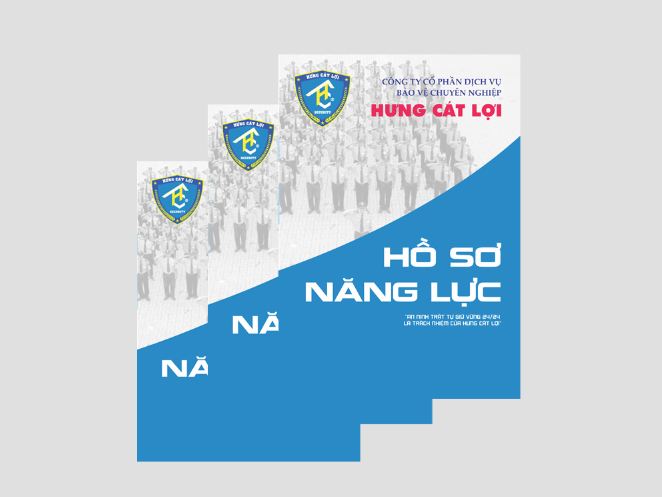 HƯNG CÁT LỢI
SECURITY
CÔNG TY CỔ PHẦN DỊCH VỤ
BẢO VỆ CHUYÊN NGHIỆP
HƯNG CÁT LỢI
HỒ SƠ
NĂNG LỰC
"AN NINH TRẬT TỰ GIỮ VỮNG 24/24
LÀ TRÁCH NHIỆM CỦA HƯNG CÁT LỢI"
HƯNG CÁT LỢI
SECURITY
NĂ
HƯNG CÁT LỢI
SECURITY
NĂ